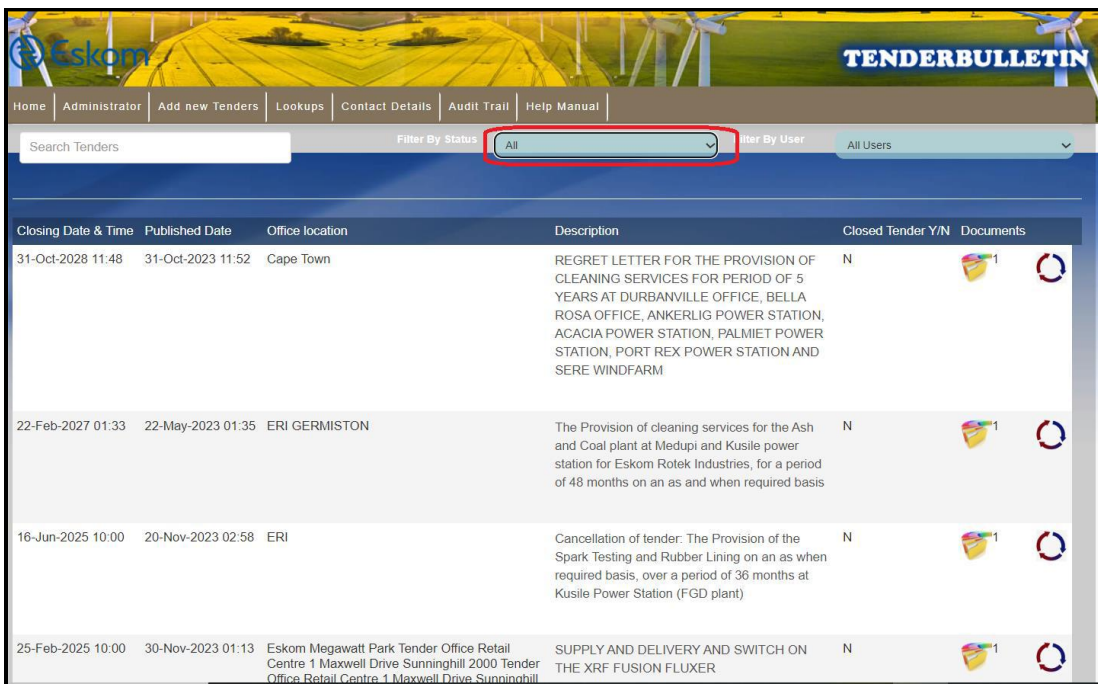 Eskom
TENDERBULLETIN
Home Administrator Add new Tenders Lookups Contact Details Audit Trail Help Manual
Search Tenders Filter By Status All By User All Users
Closing Date & Time Published Date Office location Description Closed Tender Y/N Documents
31-Oct-2028 11:48 31-Oct-2023 11:52 Cape Town REGRET LETTER FOR THE PROVISION OF N 1
CLEANING SERVICES FOR PERIOD OF 5
YEARS AT DURBANVILLE OFFICE, BELLA
ROSA OFFICE, ANKERLIG POWER STATION,
ACACIA POWER STATION, PALMIET POWER
STATION, PORT REX POWER STATION AND
SERE WINDFARM
22-Feb-2027 01:33 22-May-2023 01:35 ERI GERMISTON The Provision of cleaning services for the Ash N 1
and Coal plant at Medupi and Kusile power
station for Eskom Rotek Industries, for a period
of 48 months on an as and when required basis
16-Jun-2025 10:00 20-Nov-2023 02:58 ERI Cancellation of tender: The Provision of the N 1
Spark Testing and Rubber Lining on an as when
required basis, over a period of 36 months at
Kusile Power Station (FGD plant)
25-Feb-2025 10:00 30-Nov-2023 01:13 Eskom Megawatt Park Tender Office Retail SUPPLY AND DELIVERY AND SWITCH ON N 1
Centre 1 Maxwell Drive Sunninghill 2000 Tender THE XRF FUSION FLUXER
Office Retail Centre 1 Maxwell Drive Sunninghill